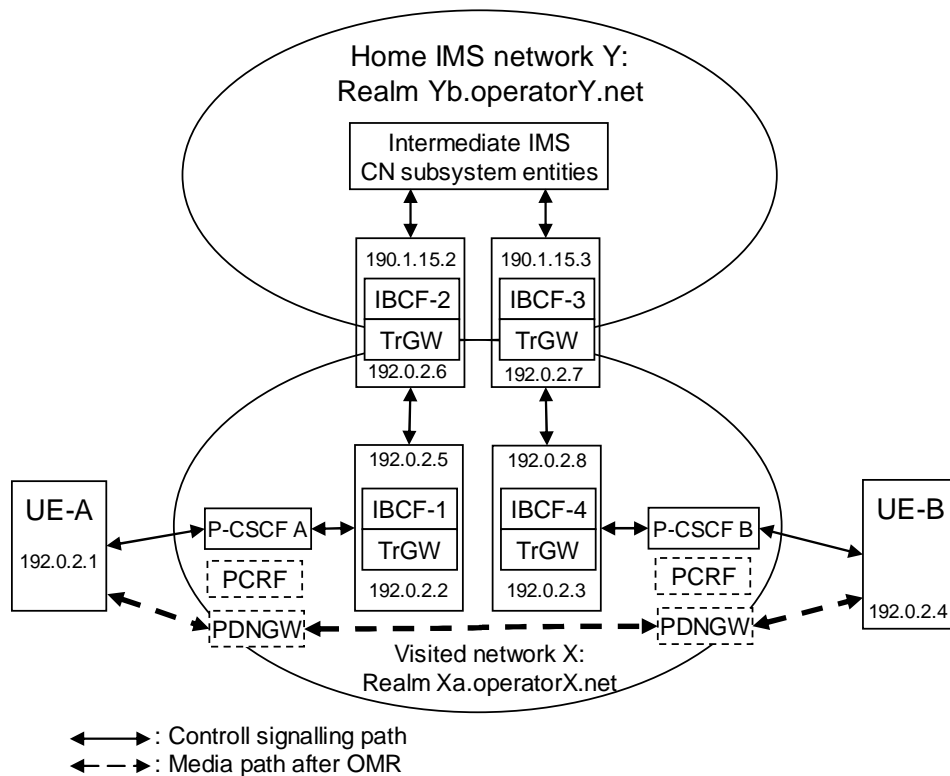 Home IMS network Y:
Realm Yb.operatorY.net
Intermediate IMS
CN subsystem entities
190.1.15.2
190.1.15.3
IBCF-2
IBCF-3
TrGW
TrGW
192.0.2.6
192.0.2.7
192.0.2.5
192.0.2.8
UE-A
UE-B
P-CSCF A
IBCF-1
IBCF-4
P-CSCF B
TrGW
TrGW
192.0.2.1
PCRF
PCRF
192.0.2.2
192.0.2.3
192.0.2.4
PDNGW
PDNGW
Visited network X:
Realm Xa.operatorX.net
: Controll signalling path
: Media path after OMR